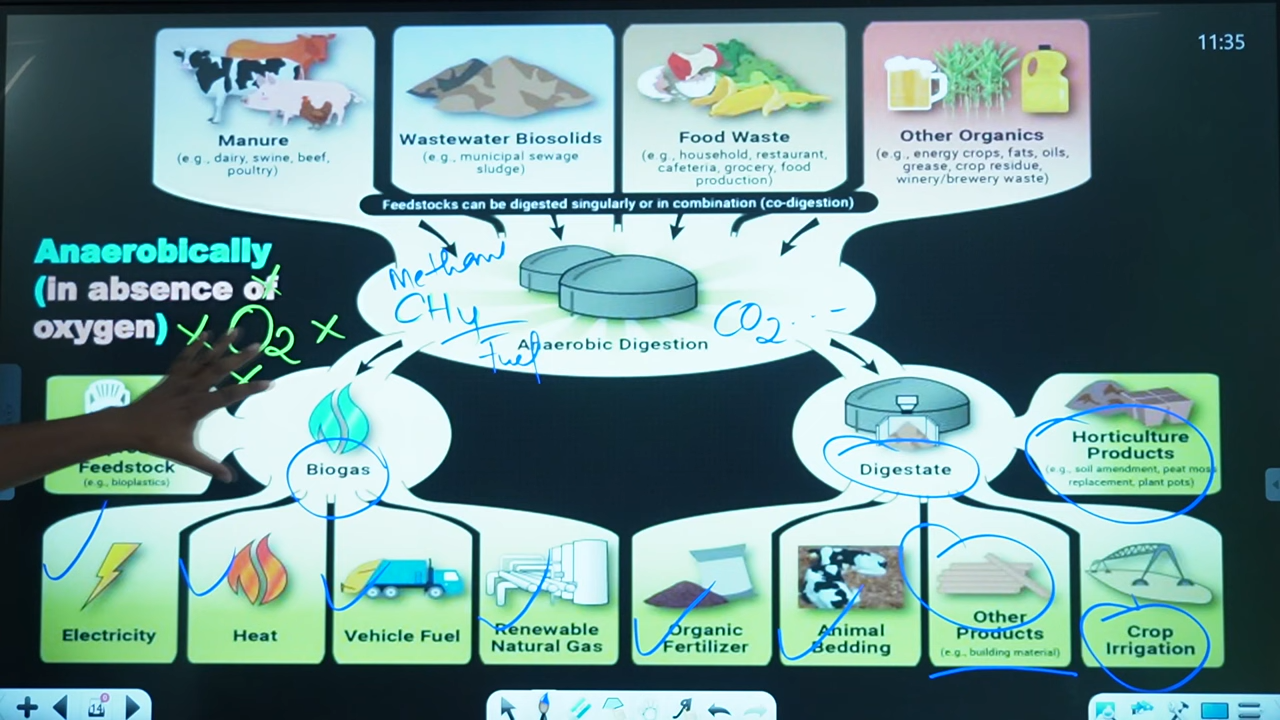 11:35
Manure
(e.g., dairy, swine, beef,
poultry)
Wastewater Biosolids
(e.g., municipal sewage
sludge)
Food Waste
(e.g., household, restaurant,
cafeteria, grocery, food
production)
Other Organics
(e.g., energy crops, fats, oils,
grease, crop residue,
winery/brewery waste)
Feedstocks can be digested singularly or in combination (co-digestion)
Anaerobically
(in absence of
oxygen)
x O2 x
CH4
Fuel
CO2...
Anaerobic Digestion
Feedstock
(e.g., bioplastics)
Biogas
Digestate
Horticulture
Products
(e.g., soil amendment, peat moss
replacement, plant pots)
Electricity
Heat
Vehicle Fuel
Renewable
Natural Gas
Organic
Fertilizer
Animal
Bedding
Other
Products
(e.g., building material)
Crop
Irrigation
14